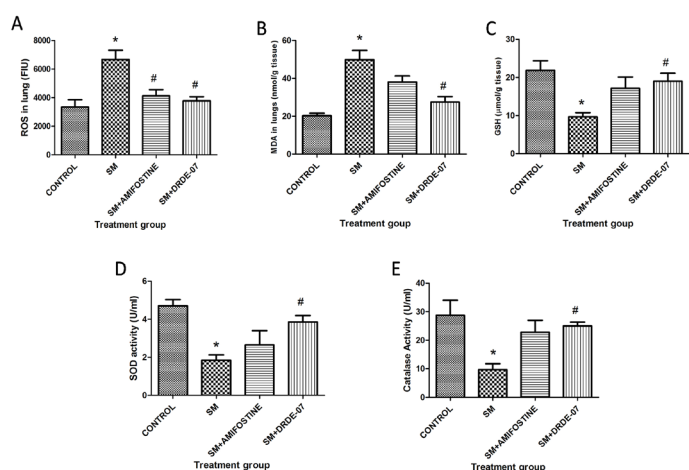 A
ROS in lung (FIU)
8000
6000
4000
2000
0
*
#
#
CONTROL
SM
SM+AMIFOSTINE
SM+DRDE-07
Treatment group
B
MDA in lungs (nmol/g tissue)
60
40
20
0
*
#
CONTROL
SM
SM+AMIFOSTINE
SM+DRDE-07
Treatment group
C
GSH (μmol/g tissue)
30
20
10
0
*
#
CONTROL
SM
SM+AMIFOSTINE
SM+DRDE-07
Treatment group
D
SOD activity (U/ml)
6
4
2
0
*
#
CONTROL
SM
SM+AMIFOSTINE
SM+DRDE-07
Treatment group
E
Catalase Activity (U/ml)
40
30
20
10
0
*
#
CONTROL
SM
SM+AMIFOSTINE
SM+DRDE-07
Treatment group